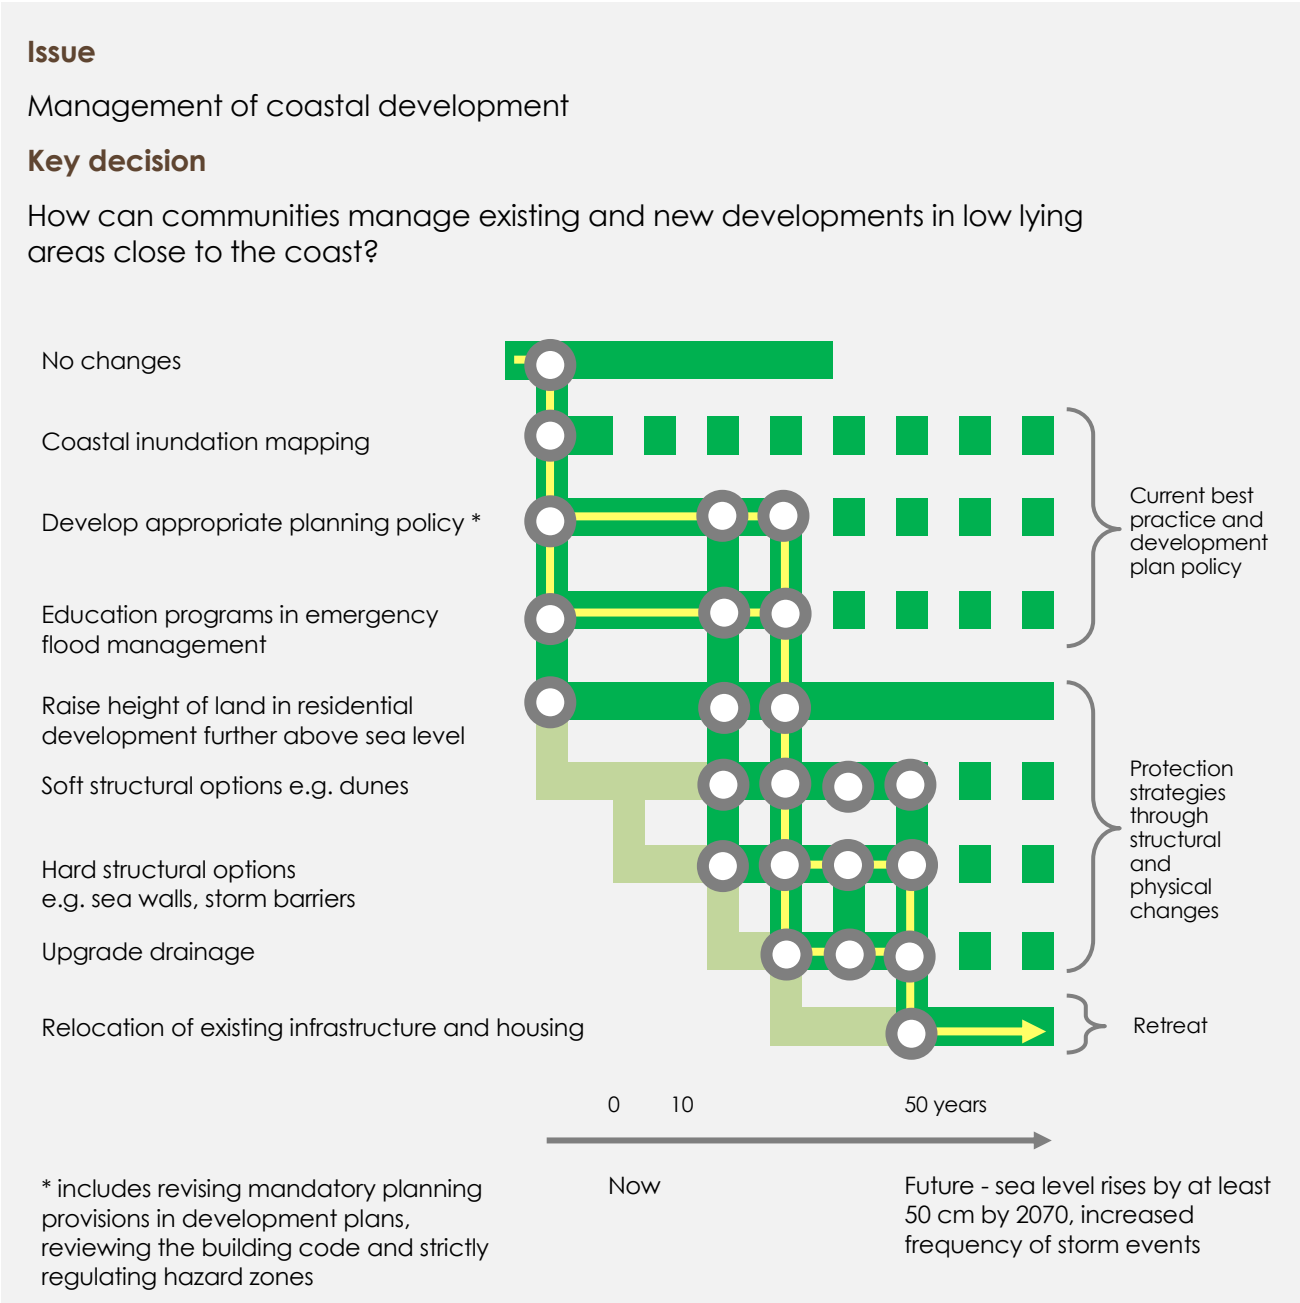 Issue
Management of coastal development
Key decision
How can communities manage existing and new developments in low lying
areas close to the coast?
No changes
Coastal inundation mapping
Develop appropriate planning policy *
Education programs in emergency
flood management
Raise height of land in residential
development further above sea level
Soft structural options e.g. dunes
Hard structural options
e.g. sea walls, storm barriers
Upgrade drainage
Relocation of existing infrastructure and housing
Current best
practice and
development
plan policy
Protection
strategies
through
structural
and
physical
changes
Retreat
0
10
50 years
Now
Future - sea level rises by at least
50 cm by 2070, increased
frequency of storm events
* includes revising mandatory planning
provisions in development plans,
reviewing the building code and strictly
regulating hazard zones